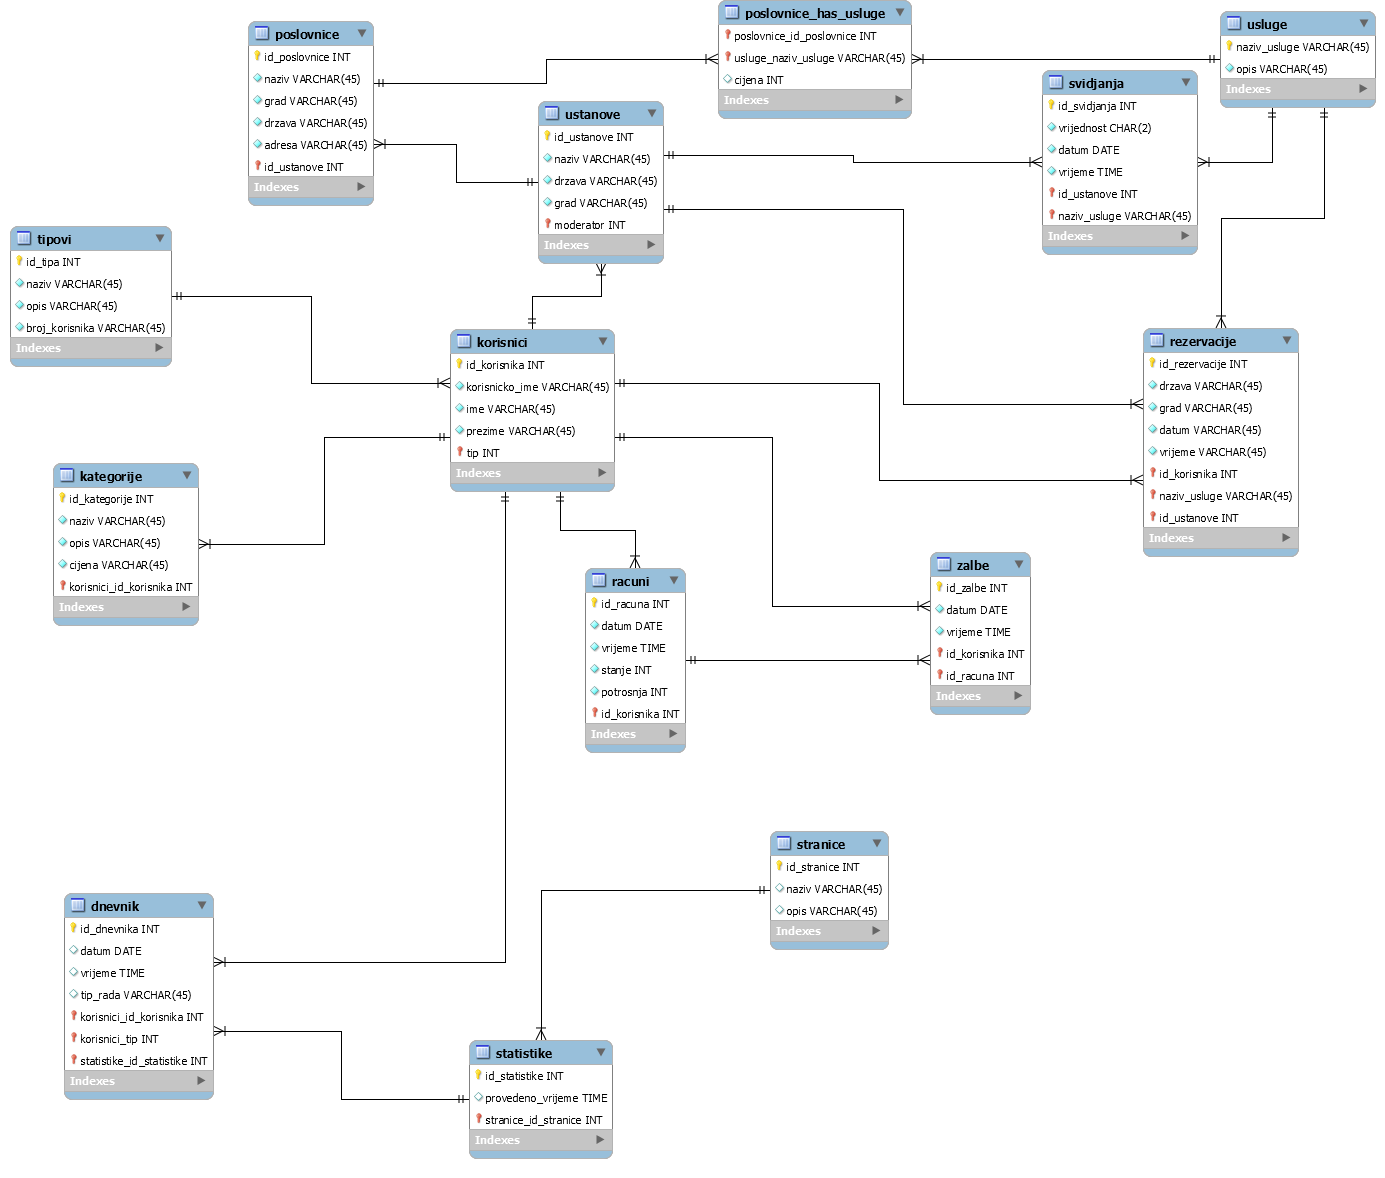 poslovnice
id_poslovnice INT
naziv VARCHAR(45)
grad VARCHAR(45)
drzava VARCHAR(45)
adresa VARCHAR(45)
id_ustanove INT
Indexes
poslovnice_has_usluge
poslovnice_id_poslovnice INT
usluge_naziv_usluge VARCHAR(45)
cijena INT
Indexes
usluge
naziv_usluge VARCHAR(45)
opis VARCHAR(45)
Indexes
ustanove
id_ustanove INT
naziv VARCHAR(45)
drzava VARCHAR(45)
grad VARCHAR(45)
moderator INT
Indexes
svidjanja
id_svidjanja INT
vrijednost CHAR(2)
datum DATE
vrijeme TIME
id_ustanove INT
naziv_usluge VARCHAR(45)
Indexes
tipovi
id_tipa INT
naziv VARCHAR(45)
opis VARCHAR(45)
broj_korisnika VARCHAR(45)
Indexes
korisnici
id_korisnika INT
korisnicko_ime VARCHAR(45)
ime VARCHAR(45)
prezime VARCHAR(45)
tip INT
Indexes
rezervacije
id_rezervacije INT
drzava VARCHAR(45)
grad VARCHAR(45)
datum VARCHAR(45)
vrijeme VARCHAR(45)
id_korisnika INT
naziv_usluge VARCHAR(45)
id_ustanove INT
Indexes
kategorije
id_kategorije INT
naziv VARCHAR(45)
opis VARCHAR(45)
cijena VARCHAR(45)
korisnici_id_korisnika INT
Indexes
racuni
id_racuna INT
datum DATE
vrijeme TIME
stanje INT
potrosnja INT
id_korisnika INT
Indexes
zalbe
id_zalbe INT
datum DATE
vrijeme TIME
id_korisnika INT
id_racuna INT
Indexes
stranice
id_stranice INT
naziv VARCHAR(45)
opis VARCHAR(45)
Indexes
dnevnik
id_dnevnika INT
datum DATE
vrijeme TIME
tip_rada VARCHAR(45)
korisnici_id_korisnika INT
korisnici_tip INT
statistike_id_statistike INT
Indexes
statistike
id_statistike INT
provedeno_vrijeme TIME
stranice_id_stranice INT
Indexes